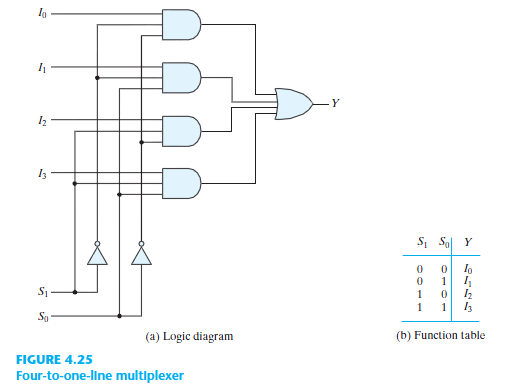 I₀
I₁
I₂
I₃
Y
S₁
S₀
(a) Logic diagram
S₁ S₀ Y
0 0 I₀
0 1 I₁
1 0 I₂
1 1 I₃
(b) Function table
FIGURE 4.25
Four-to-one-line multiplexer